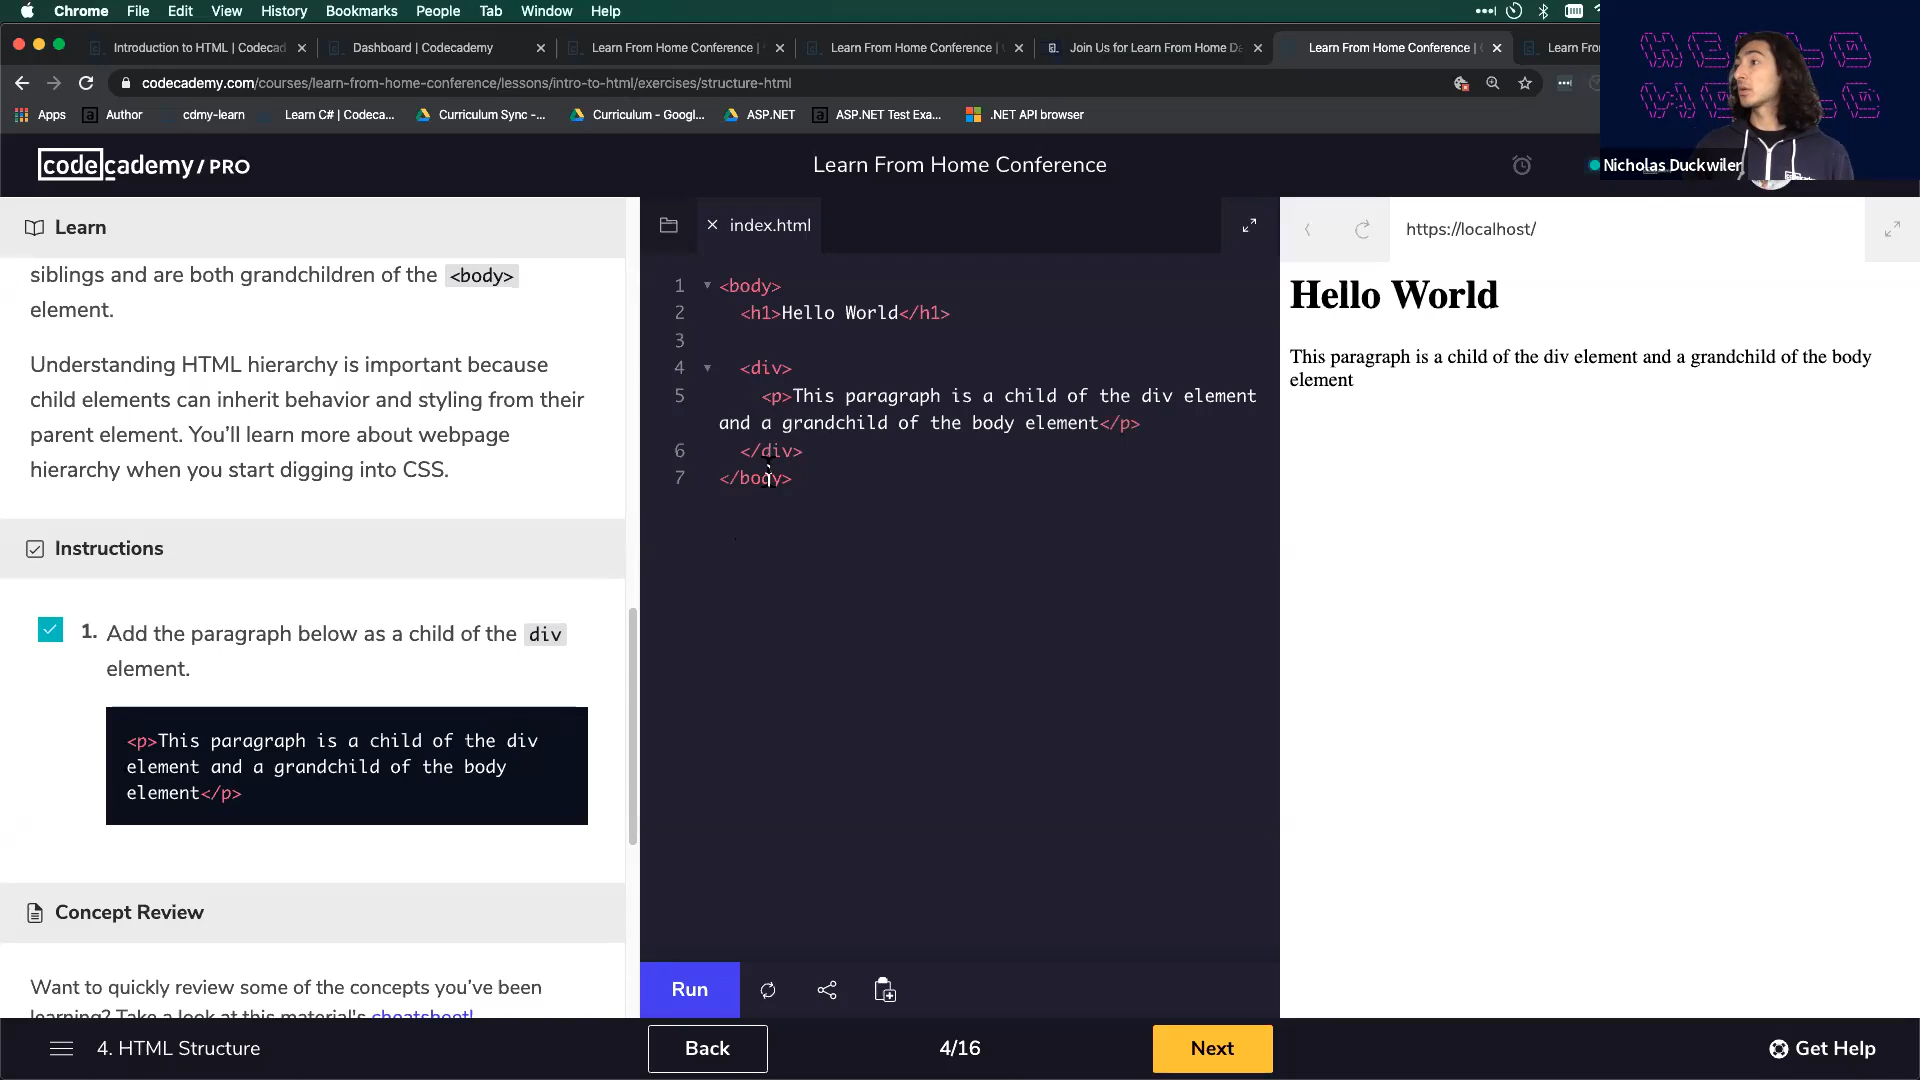 Chrome File Edit View History Bookmarks People Tab Window Help
Introduction to HTML | Codecad
Dashboard | Codecademy
Learn From Home Conference |
Learn From Home Conference |
Join Us for Learn From Home Da
Learn From Home Conference |
Learn Fro
codecademy.com/courses/learn-from-home-conference/lessons/intro-to-html/exercises/structure-html
Apps Author cdmy-learn Learn C# | Codeca... Curriculum Sync -... Curriculum - Googl... ASP.NET ASP.NET Test Exa... .NET API browser
Nicholas Duckwiler
codecademy / PRO
Learn From Home Conference
Learn
siblings and are both grandchildren of the <body>
element.
Understanding HTML hierarchy is important because
child elements can inherit behavior and styling from their
parent element. You’ll learn more about webpage
hierarchy when you start digging into CSS.
Instructions
1. Add the paragraph below as a child of the div
element.
<p>This paragraph is a child of the div
element and a grandchild of the body
element</p>
Concept Review
Want to quickly review some of the concepts you’ve been
learning? Take a look at this material's cheatsheet!
index.html
1 <body>
2 <h1>Hello World</h1>
3
4 <div>
5 <p>This paragraph is a child of the div element
and a grandchild of the body element</p>
6 </div>
7 </body>
Run
https://localhost/
Hello World
This paragraph is a child of the div element and a grandchild of the body
element
4. HTML Structure
Back
4/16
Next
Get Help